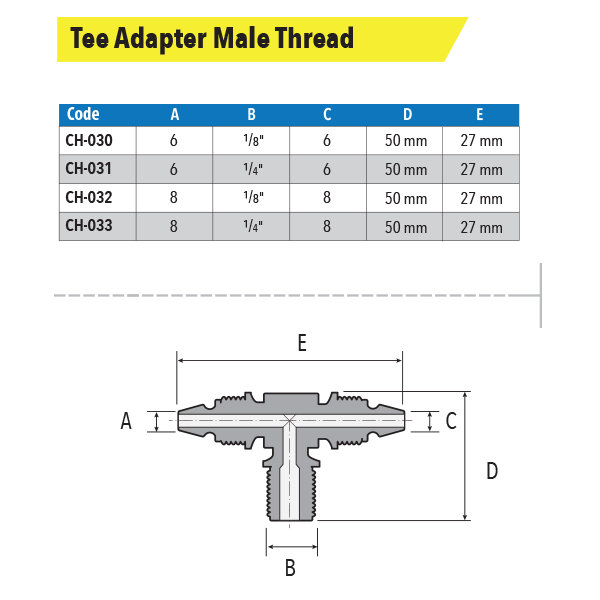 Tee Adapter Male Thread
Code A B C D E
CH-030 6 1/8" 6 50 mm 27 mm
CH-031 6 1/4" 6 50 mm 27 mm
CH-032 8 1/8" 8 50 mm 27 mm
CH-033 8 1/4" 8 50 mm 27 mm
E
A
C
D
B